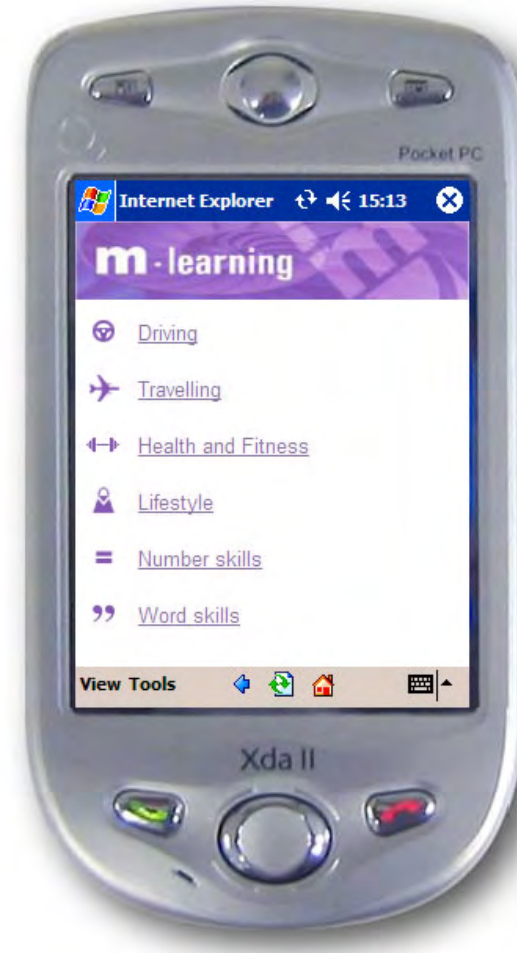 Pocket PC
Internet Explorer 15:13
m-learning
Driving
Travelling
Health and Fitness
Lifestyle
= Number skills
” Word skills
View Tools
Xda II